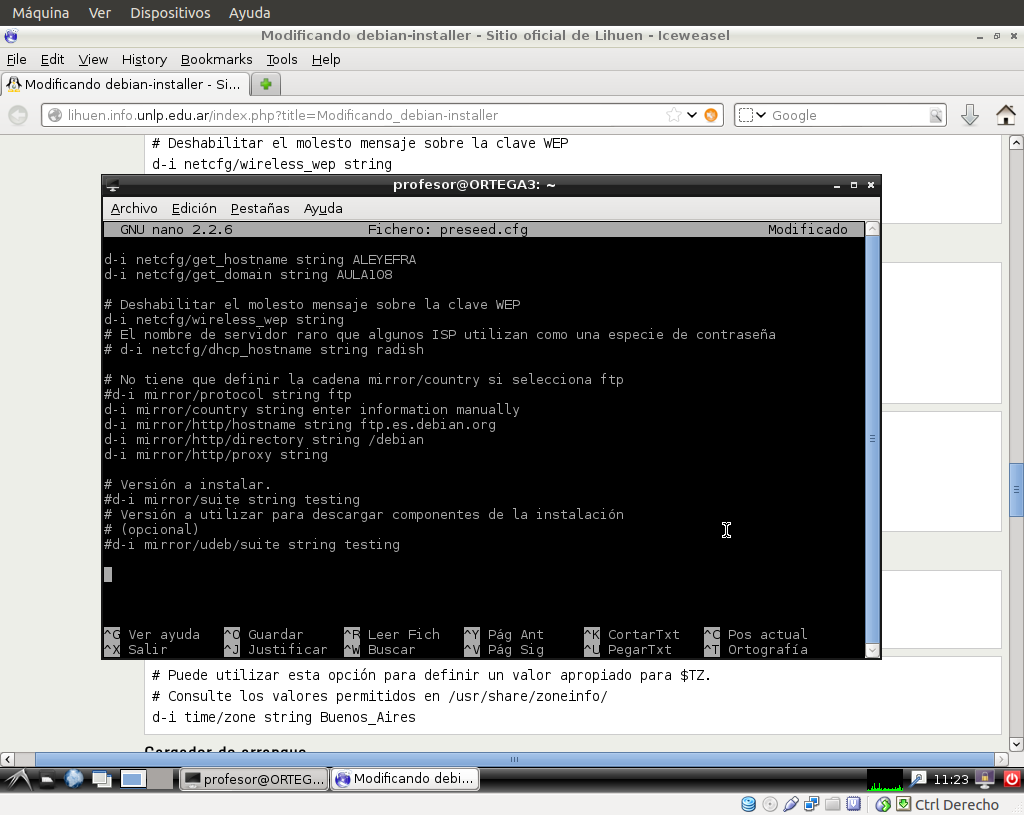 Máquina Ver Dispositivos Ayuda
Modificando debian-installer - Sitio oficial de Lihuen - Iceweasel
File Edit View History Bookmarks Tools Help
Modificando debian-installer - Si...
lihuen.info.unlp.edu.ar/index.php?title=Modificando_debian-installer
Google
# Deshabilitar el molesto mensaje sobre la clave WEP
d-i netcfg/wireless_wep string
profesor@ORTEGA3: ~
Archivo Edición Pestañas Ayuda
GNU nano 2.2.6 Fichero: preseed.cfg Modificado
d-i netcfg/get_hostname string ALEYEFRA
d-i netcfg/get_domain string AULA108
# Deshabilitar el molesto mensaje sobre la clave WEP
d-i netcfg/wireless_wep string
# El nombre de servidor raro que algunos ISP utilizan como una especie de contraseña
# d-i netcfg/dhcp_hostname string radish
# No tiene que definir la cadena mirror/country si selecciona ftp
#d-i mirror/protocol string ftp
d-i mirror/country string enter information manually
d-i mirror/http/hostname string ftp.es.debian.org
d-i mirror/http/directory string /debian
d-i mirror/http/proxy string
# Versión a instalar.
#d-i mirror/suite string testing
# Versión a utilizar para descargar componentes de la instalación
# (opcional)
#d-i mirror/udeb/suite string testing
^G Ver ayuda ^O Guardar ^R Leer Fich ^Y Pág Ant ^K CortarTxt ^C Pos actual
^X Salir ^J Justificar ^W Buscar ^V Pág Sig ^U PegarTxt ^T Ortografía
# Puede utilizar esta opción para definir un valor apropiado para $TZ.
# Consulte los valores permitidos en /usr/share/zoneinfo/
d-i time/zone string Buenos_Aires
Cargador de arranque
profesor@ORTEG... Modificando debi... 11:23
Ctrl Derecho